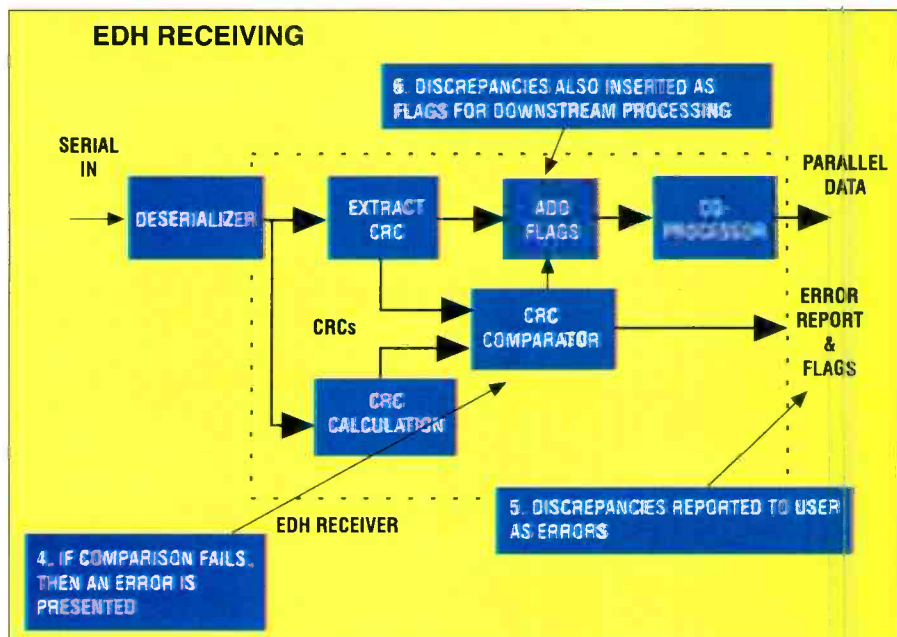 EDH RECEIVING
6. DISCREPANCIES ALSO INSERTED AS
FLAGS FOR DOWNSTREAM PROCESSING
SERIAL
IN
PARALLEL
DATA
DESERIALIZER
EXTRACT
CRC
ADD
FLAGS
CO-
PROCESSOR
CRCs
CRC
COMPARATOR
ERROR
REPORT
&
FLAGS
CRC
CALCULATION
EDH RECEIVER
5. DISCREPANCIES REPORTED TO USER
AS ERRORS
4. IF COMPARISON FAILS,
THEN AN ERROR IS
PRESENTED